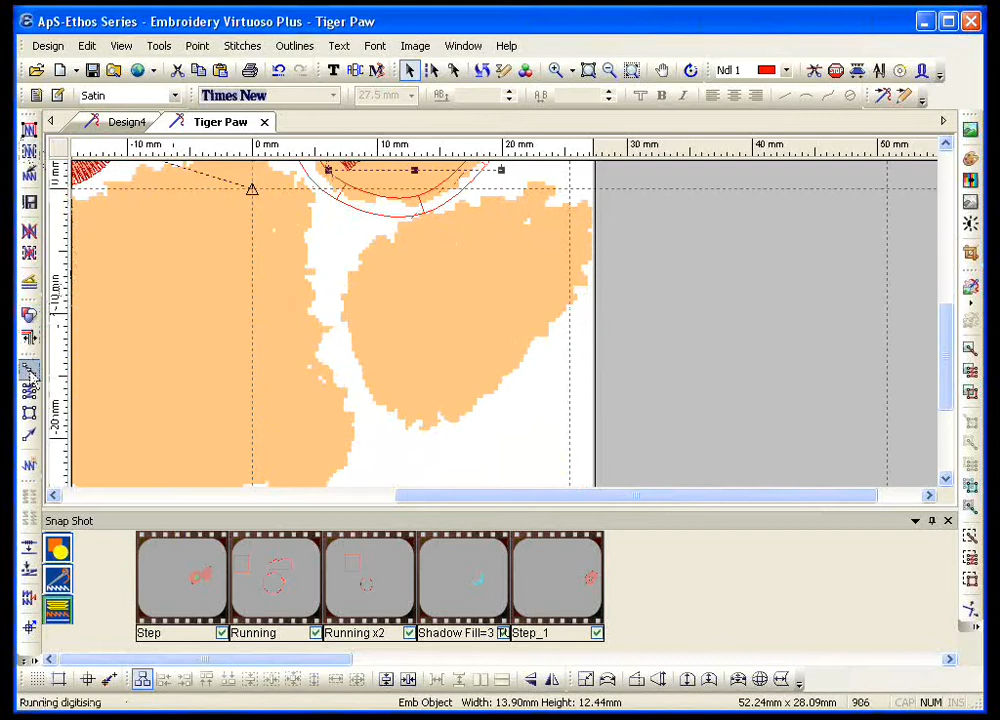 ApS-Ethos Series - Embroidery Virtuoso Plus - Tiger Paw
Design Edit View Tools Point Stitches Outlines Text Font Image Window Help
Ndl 1
Satin Times New 27.5 mm
Design4 Tiger Paw
-10 mm 0 mm 10 mm 20 mm 30 mm 40 mm 50 mm
-10 mm
-20 mm
Snap Shot
Step Running Running x2 Shadow Fill=3 Step_1
Running digitising Emb Object Width: 13.90mm Height: 12.44mm 52.24mm x 28.09mm 906 CAP NUM INS